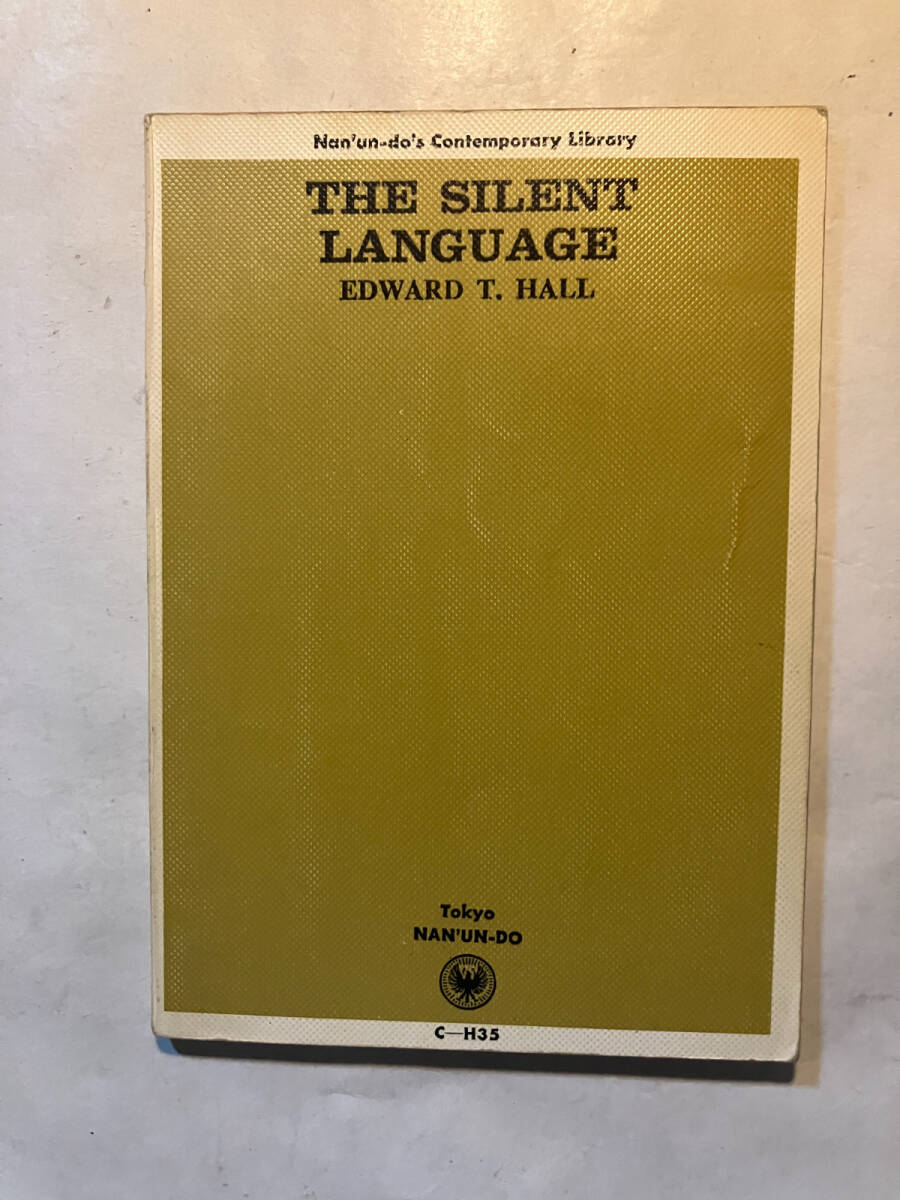 Nan'un-do's Contemporary Library
THE SILENT
LANGUAGE
EDWARD T. HALL
Tokyo
NAN'UN-DO
C—H35